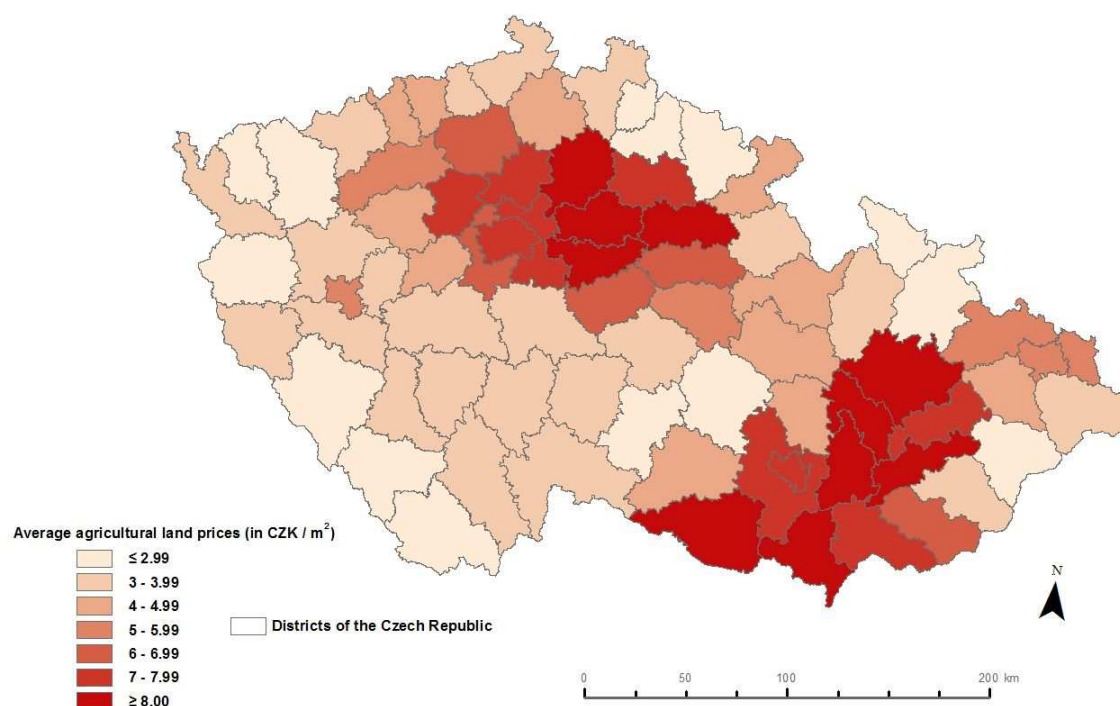 Average agricultural land prices (in CZK / m²)
≤ 2.99
3 - 3.99
4 - 4.99
5 - 5.99
6 - 6.99
7 - 7.99
≥ 8.00
Districts of the Czech Republic
N
0 50 100 200 km